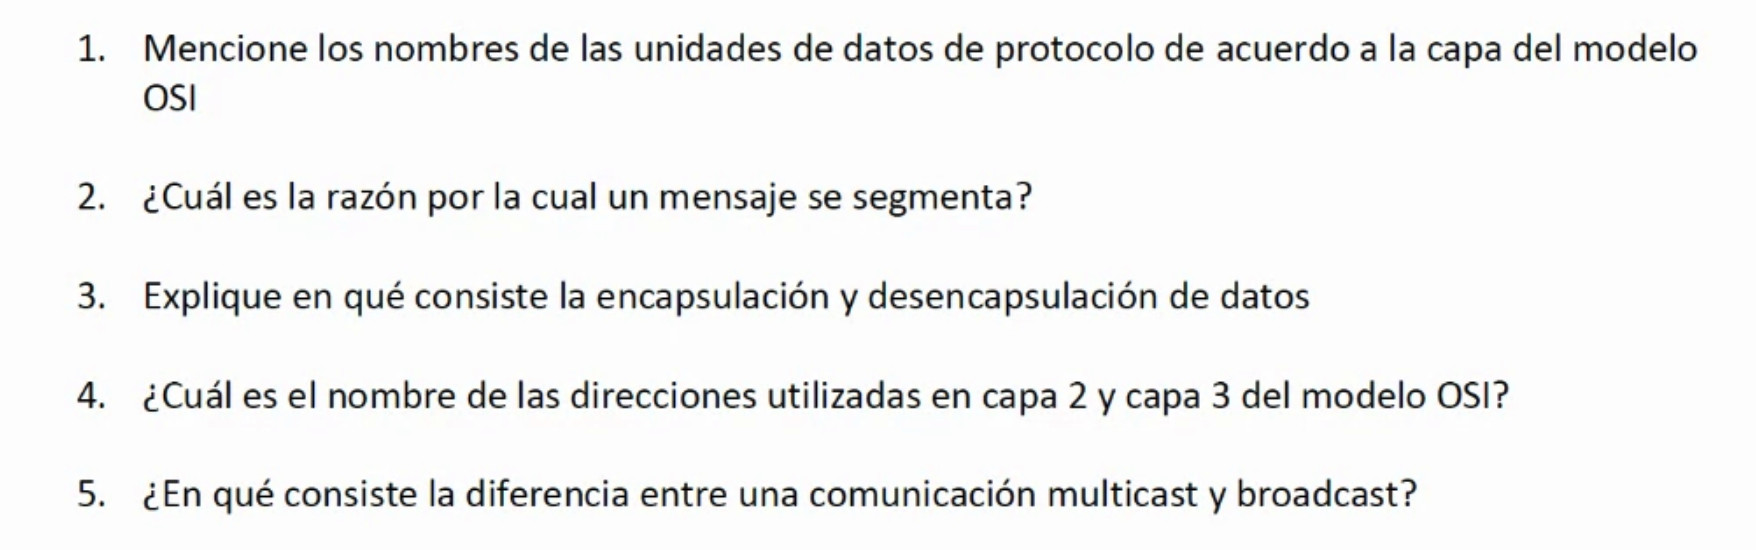 1. Mencione los nombres de las unidades de datos de protocolo de acuerdo a la capa del modelo
OSI
2. ¿Cuál es la razón por la cual un mensaje se segmenta?
3. Explique en qué consiste la encapsulación y desencapsulación de datos
4. ¿Cuál es el nombre de las direcciones utilizadas en capa 2 y capa 3 del modelo OSI?
5. ¿En qué consiste la diferencia entre una comunicación multicast y broadcast?